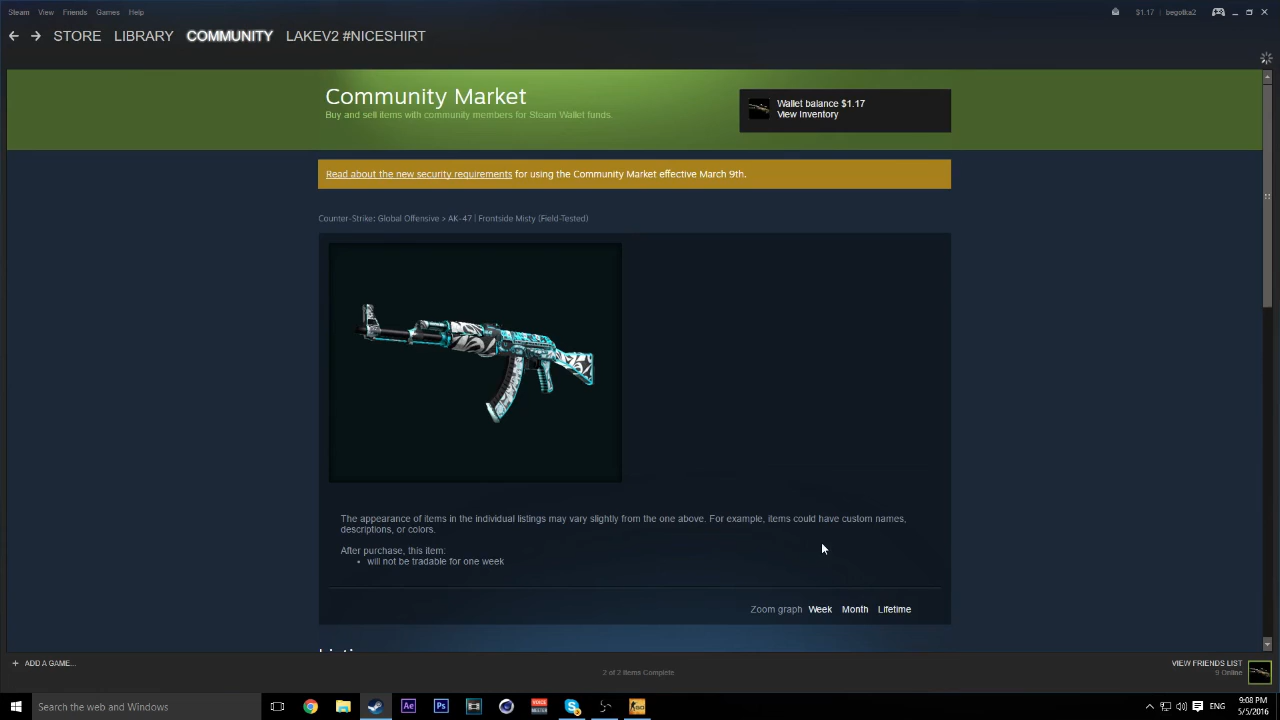 Steam View Friends Games Help
$1.17 begotka2
STORE LIBRARY COMMUNITY LAKEV2 #NICESHIRT
Community Market
Buy and sell items with community members for Steam Wallet funds.
Wallet balance $1.17
View Inventory
Read about the new security requirements for using the Community Market effective March 9th.
Counter-Strike: Global Offensive > AK-47 | Frontside Misty (Field-Tested)
The appearance of items in the individual listings may vary slightly from the one above. For example, items could have custom names,
descriptions, or colors.
After purchase, this item:
• will not be tradable for one week
Zoom graph Week Month Lifetime
+ ADD A GAME...
2 of 2 Items Complete
VIEW FRIENDS LIST
9 Online
Search the web and Windows
Ae Ps
VOICE
ENG
9:08 PM
5/5/2016